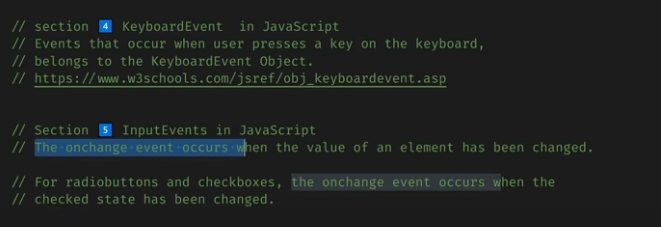 // section 4 KeyboardEvent in JavaScript
// Events that occur when user presses a key on the keyboard,
// belongs to the KeyboardEvent Object.
// https://www.w3schools.com/jsref/obj_keyboardevent.asp
// Section 5 InputEvents in JavaScript
// The onchange event occurs when the value of an element has been changed.
// For radiobuttons and checkboxes, the onchange event occurs when the
// checked state has been changed.